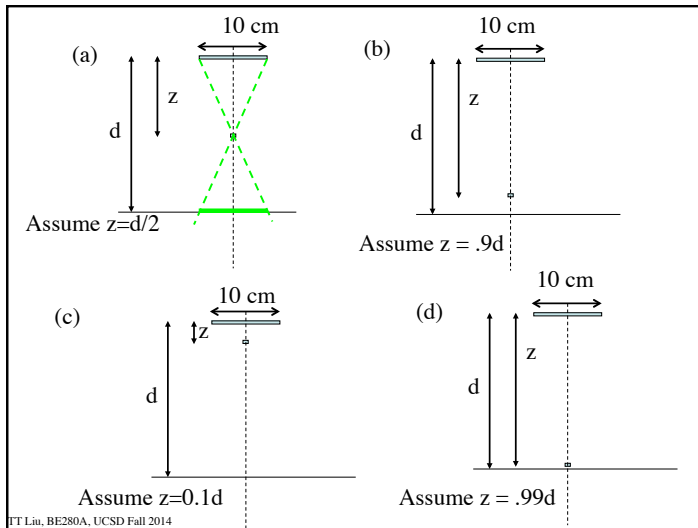 (a)
10 cm
z
d
Assume z=d/2
(b)
10 cm
z
d
Assume z = .9d
(c)
10 cm
z
d
Assume z=0.1d
(d)
10 cm
z
d
Assume z = .99d
TT Liu, BE280A, UCSD Fall 2014